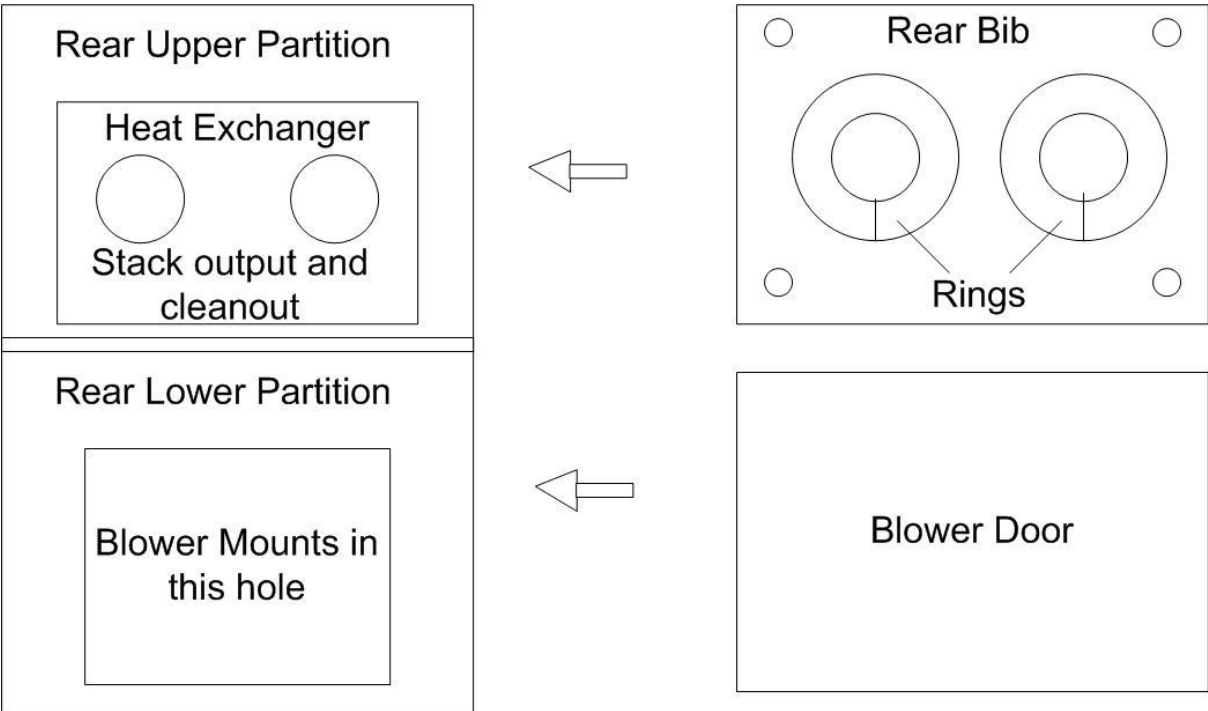 Rear Upper Partition
Heat Exchanger
Stack output and
cleanout
Rear Bib
Rings
Rear Lower Partition
Blower Mounts in
this hole
Blower Door